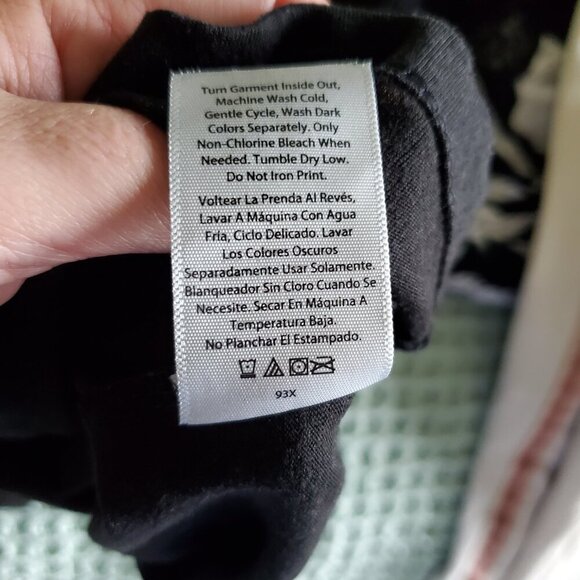 Turn Garment Inside Out,
Machine Wash Cold,
Gentle Cycle, Wash Dark
Colors Separately. Only
Non-Chlorine Bleach When
Needed. Tumble Dry Low.
Do Not Iron Print.
Voltear La Prenda Al Revés,
Lavar A Máquina Con Agua
Fria, Ciclo Delicado. Lavar
Los Colores Oscuros
Separadamente Usar Solamente.
Blanqueador Sin Cloro Cuando Se
Necesite. Secar En Máquina A
Temperatura Baja.
No Planchar El Estampado.
93X